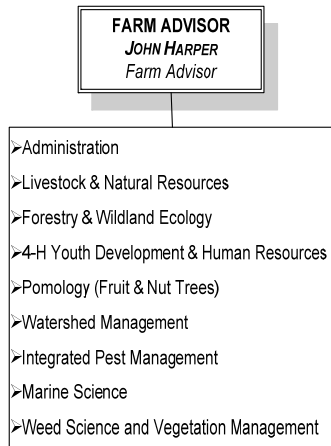 FARM ADVISOR
JOHN HARPER
Farm Advisor
➢Administration
➢Livestock & Natural Resources
➢Forestry & Wildland Ecology
➢4-H Youth Development & Human Resources
➢Pomology (Fruit & Nut Trees)
➢Watershed Management
➢Integrated Pest Management
➢Marine Science
➢Weed Science and Vegetation Management